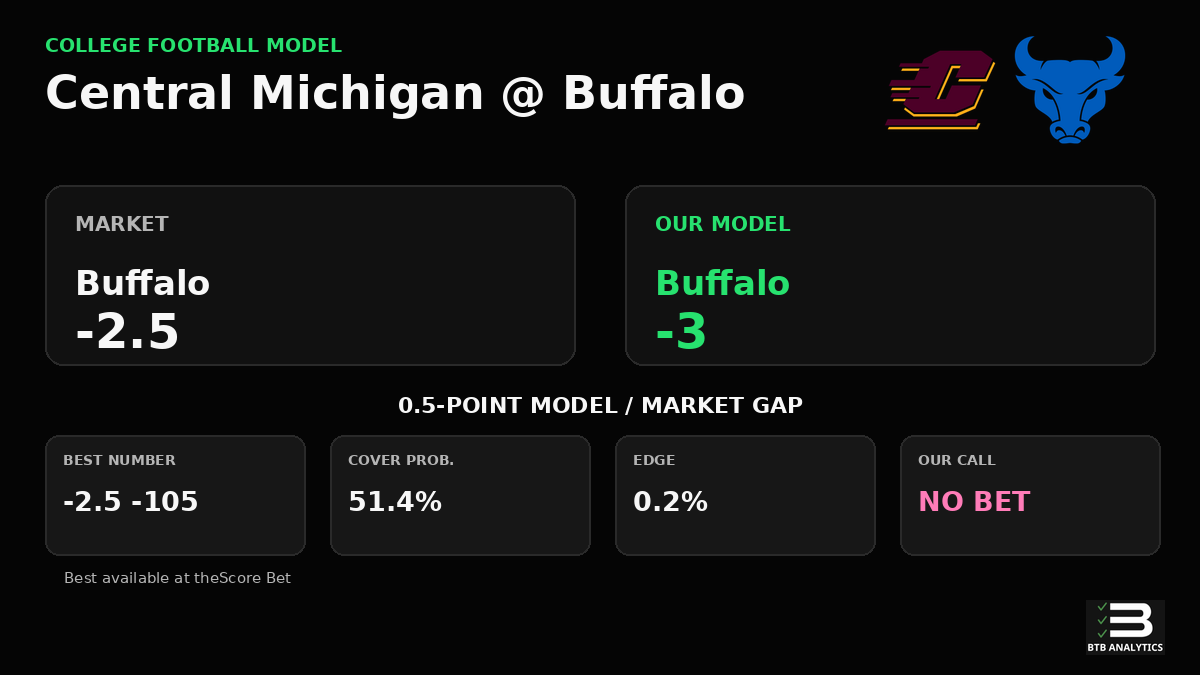 COLLEGE FOOTBALL MODEL
Central Michigan @ Buffalo
MARKET
Buffalo
-2.5
OUR MODEL
Buffalo
-3
0.5-POINT MODEL / MARKET GAP
BEST NUMBER
-2.5 -105
COVER PROB.
51.4%
EDGE
0.2%
OUR CALL
NO BET
Best available at theScore Bet
BTB ANALYTICS